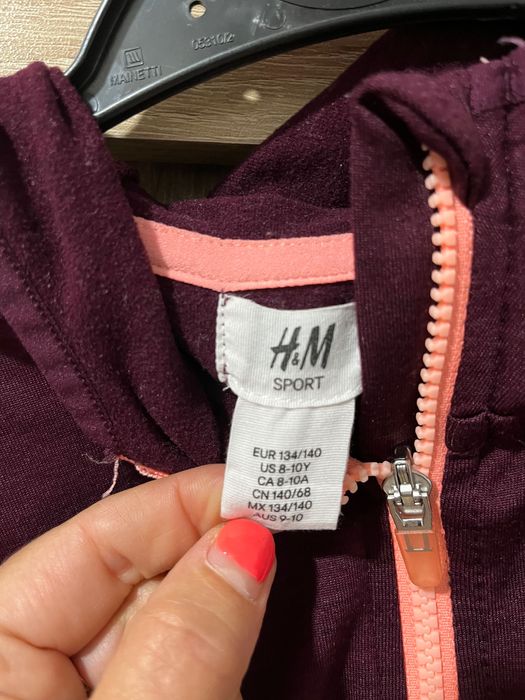 MAINETTI
0531072
H&M
SPORT
EUR 134/140
US 8-10Y
CA 8-10A
CN 140/68
MX 134/140
AUS 9-10